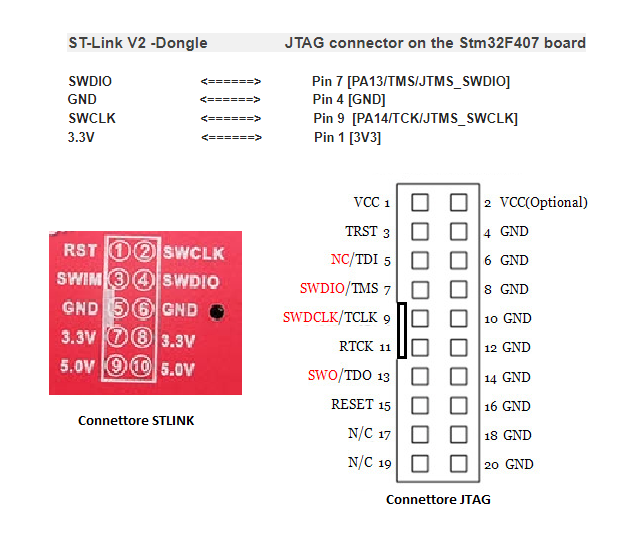 ST-Link V2 -Dongle JTAG connector on the Stm32F407 board
SWDIO <======> Pin 7 [PA13/TMS/JTMS_SWDIO]
GND <======> Pin 4 [GND]
SWCLK <======> Pin 9 [PA14/TCK/JTMS_SWCLK]
3.3V <======> Pin 1 [3V3]
RST 1 2 SWCLK
SWIM 3 4 SWDIO
GND 5 6 GND
3.3V 7 8 3.3V
5.0V 9 10 5.0V
Connettore STLINK
VCC 1 2 VCC(Optional)
TRST 3 4 GND
NC/TDI 5 6 GND
SWDIO/TMS 7 8 GND
SWDCLK/TCLK 9 10 GND
RTCK 11 12 GND
SWO/TDO 13 14 GND
RESET 15 16 GND
N/C 17 18 GND
N/C 19 20 GND
Connettore JTAG